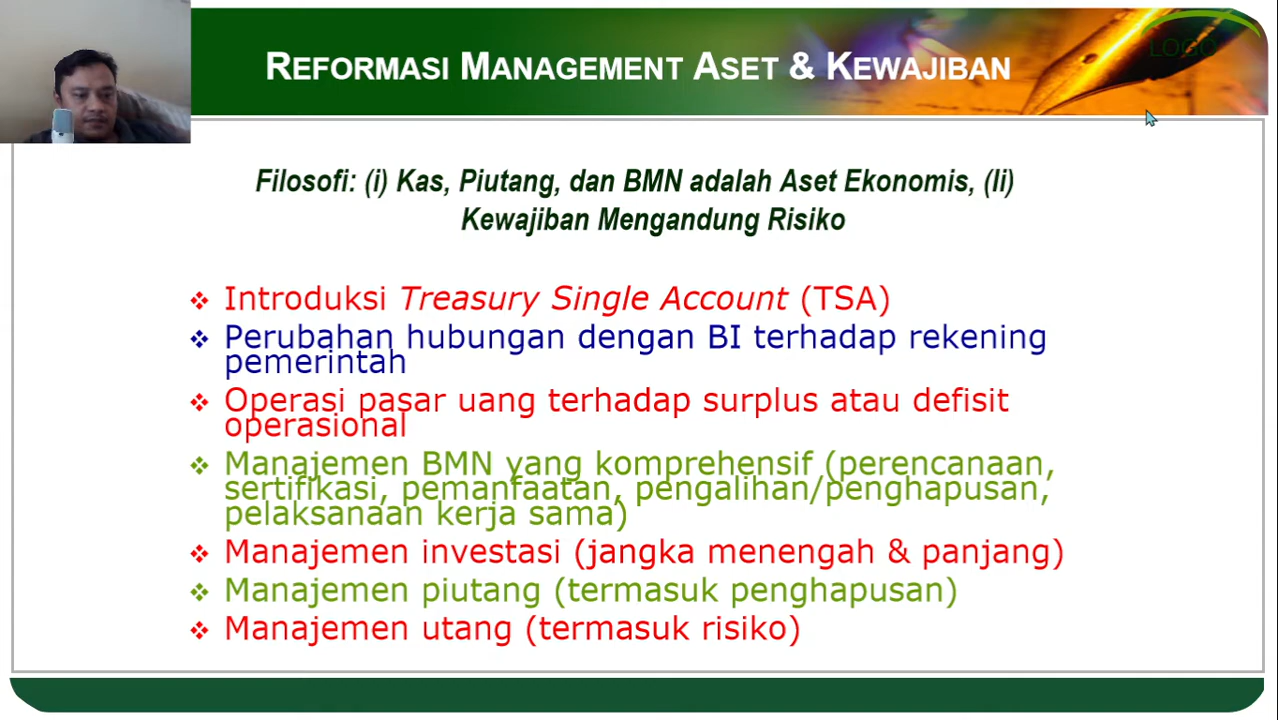 LOGO
REFORMASI MANAGEMENT ASET & KEWAJIBAN
Filosofi: (i) Kas, Piutang, dan BMN adalah Aset Ekonomis, (Ii)
Kewajiban Mengandung Risiko
❖ Introduksi Treasury Single Account (TSA)
❖ Perubahan hubungan dengan BI terhadap rekening
pemerintah
❖ Operasi pasar uang terhadap surplus atau defisit
operasional
❖ Manajemen BMN yang komprehensif (perencanaan,
sertifikasi, pemanfaatan, pengalihan/penghapusan,
pelaksanaan kerja sama)
❖ Manajemen investasi (jangka menengah & panjang)
❖ Manajemen piutang (termasuk penghapusan)
❖ Manajemen utang (termasuk risiko)